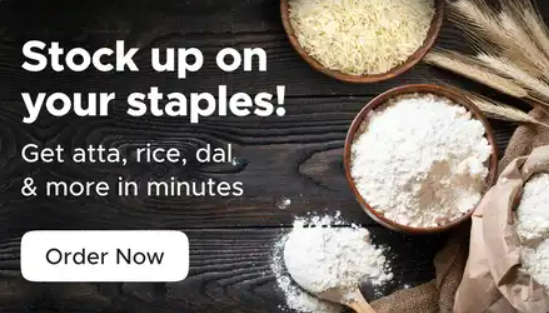 Stock up on
your staples!
Get atta, rice, dal,
& more in minutes
Order Now